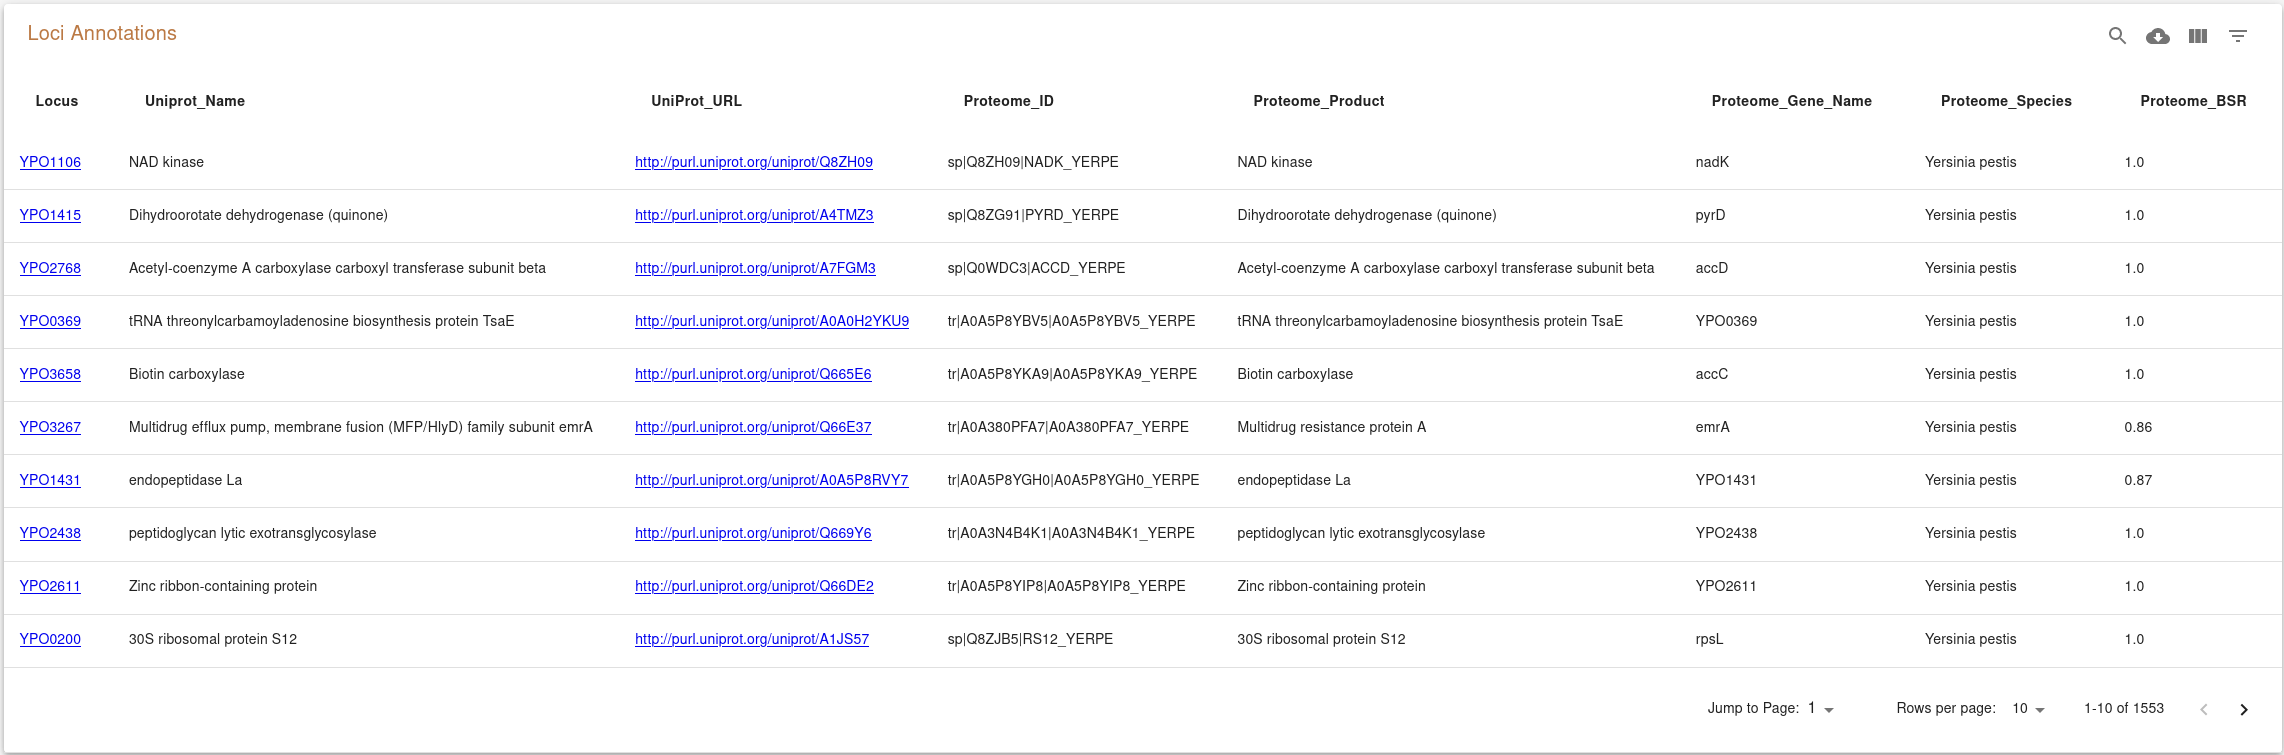 Loci Annotations
Locus Uniprot_Name UniProt_URL Proteome_ID Proteome_Product Proteome_Gene_Name Proteome_Species Proteome_BSR
YPO1106 NAD kinase http://purl.uniprot.org/uniprot/Q8ZH09 sp|Q8ZH09|NADK_YERPE NAD kinase nadK Yersinia pestis 1.0
YPO1415 Dihydroorotate dehydrogenase (quinone) http://purl.uniprot.org/uniprot/A4TMZ3 sp|Q8ZG91|PYRD_YERPE Dihydroorotate dehydrogenase (quinone) pyrD Yersinia pestis 1.0
YPO2768 Acetyl-coenzyme A carboxylase carboxyl transferase subunit beta http://purl.uniprot.org/uniprot/A7FGM3 sp|Q0WDC3|ACCD_YERPE Acetyl-coenzyme A carboxylase carboxyl transferase subunit beta accD Yersinia pestis 1.0
YPO0369 tRNA threonylcarbamoyladenosine biosynthesis protein TsaE http://purl.uniprot.org/uniprot/A0A0H2YKU9 tr|A0A5P8YBV5|A0A5P8YBV5_YERPE tRNA threonylcarbamoyladenosine biosynthesis protein TsaE YPO0369 Yersinia pestis 1.0
YPO3658 Biotin carboxylase http://purl.uniprot.org/uniprot/Q665E6 tr|A0A5P8YKA9|A0A5P8YKA9_YERPE Biotin carboxylase accC Yersinia pestis 1.0
YPO3267 Multidrug efflux pump, membrane fusion (MFP/HlyD) family subunit emrA http://purl.uniprot.org/uniprot/Q66E37 tr|A0A380PFA7|A0A380PFA7_YERPE Multidrug resistance protein A emrA Yersinia pestis 0.86
YPO1431 endopeptidase La http://purl.uniprot.org/uniprot/A0A5P8RVY7 tr|A0A5P8YGH0|A0A5P8YGH0_YERPE endopeptidase La YPO1431 Yersinia pestis 0.87
YPO2438 peptidoglycan lytic exotransglycosylase http://purl.uniprot.org/uniprot/Q669Y6 tr|A0A3N4B4K1|A0A3N4B4K1_YERPE peptidoglycan lytic exotransglycosylase YPO2438 Yersinia pestis 1.0
YPO2611 Zinc ribbon-containing protein http://purl.uniprot.org/uniprot/Q66DE2 tr|A0A5P8YIP8|A0A5P8YIP8_YERPE Zinc ribbon-containing protein YPO2611 Yersinia pestis 1.0
YPO0200 30S ribosomal protein S12 http://purl.uniprot.org/uniprot/A1JS57 sp|Q8ZJB5|RS12_YERPE 30S ribosomal protein S12 rpsL Yersinia pestis 1.0
Jump to Page: 1 Rows per page: 10 1-10 of 1553